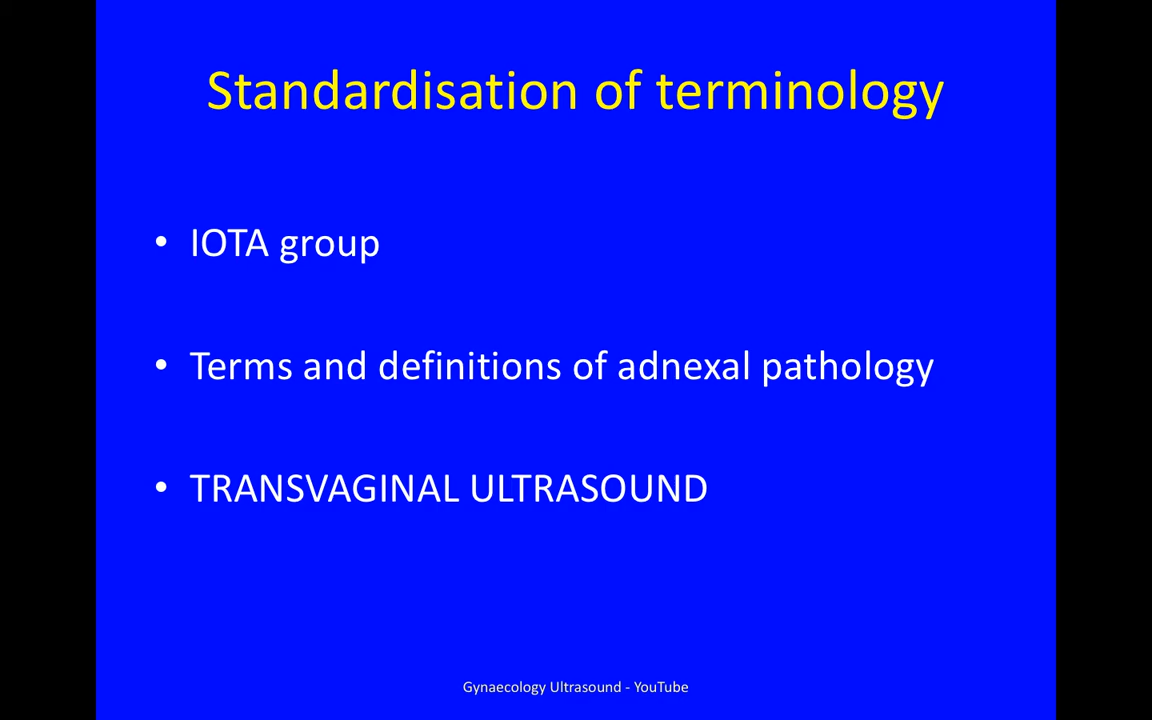 Standardisation of terminology
• IOTA group
• Terms and definitions of adnexal pathology
• TRANSVAGINAL ULTRASOUND
Gynaecology Ultrasound - YouTube